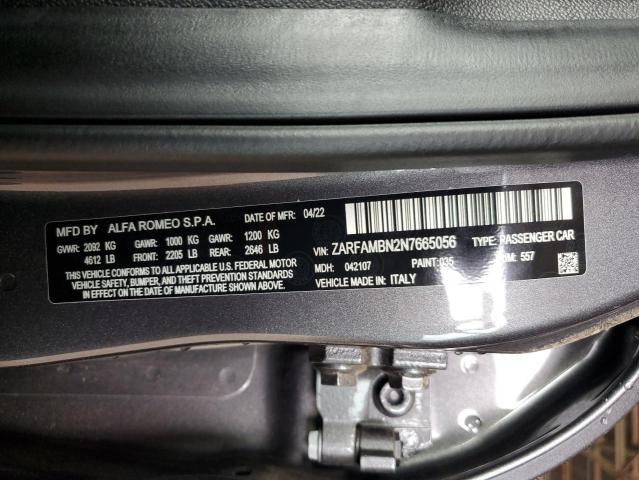 MFD BY ALFA ROMEO S.P.A. DATE OF MFR: 04/22
GVWR: 2092 KG GAWR: 1000 KG GAWR: 1200 KG
4612 LB FRONT: 2205 LB REAR: 2646 LB
THIS VEHICLE CONFORMS TO ALL APPLICABLE U.S. FEDERAL MOTOR
VEHICLE SAFETY, BUMPER, AND THEFT PREVENTION STANDARDS
IN EFFECT ON THE DATE OF MANUFACTURE SHOWN ABOVE.
VIN: ZARFAMBN2N7665056 TYPE: PASSENGER CAR
MDH: 042107 PAINT: 035 557
VEHICLE MADE IN: ITALY